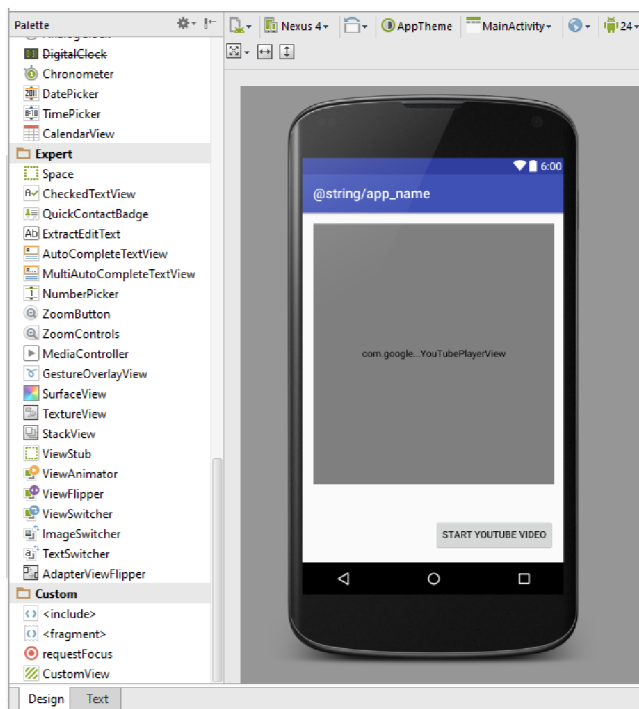 Palette
Nexus 4
AppTheme
MainActivity
24
DigitalClock
Chronometer
DatePicker
TimePicker
CalendarView
Expert
Space
CheckedTextView
QuickContactBadge
ExtractEditText
AutoCompleteTextView
MultiAutoCompleteTextView
NumberPicker
ZoomButton
ZoomControls
MediaController
GestureOverlayView
SurfaceView
TextureView
StackView
ViewStub
ViewAnimator
ViewFlipper
ViewSwitcher
ImageSwitcher
TextSwitcher
AdapterViewFlipper
Custom
<include>
<fragment>
requestFocus
CustomView
Design Text
6:00
@string/app_name
com.google...YouTubePlayerView
START YOUTUBE VIDEO